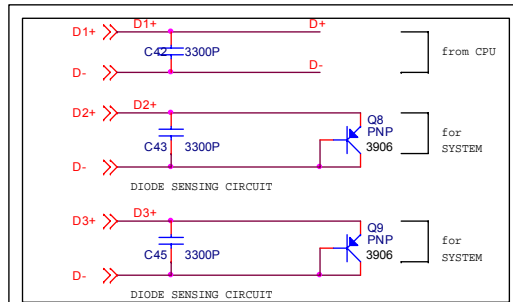 D1+ D1+ D+
C42 3300P from CPU
D- D-
D2+ D2+
Q8
PNP
3906
for
SYSTEM
C43 3300P
D-
DIODE SENSING CIRCUIT
D3+ D3+
Q9
PNP
3906
for
SYSTEM
C45 3300P
D-
DIODE SENSING CIRCUIT